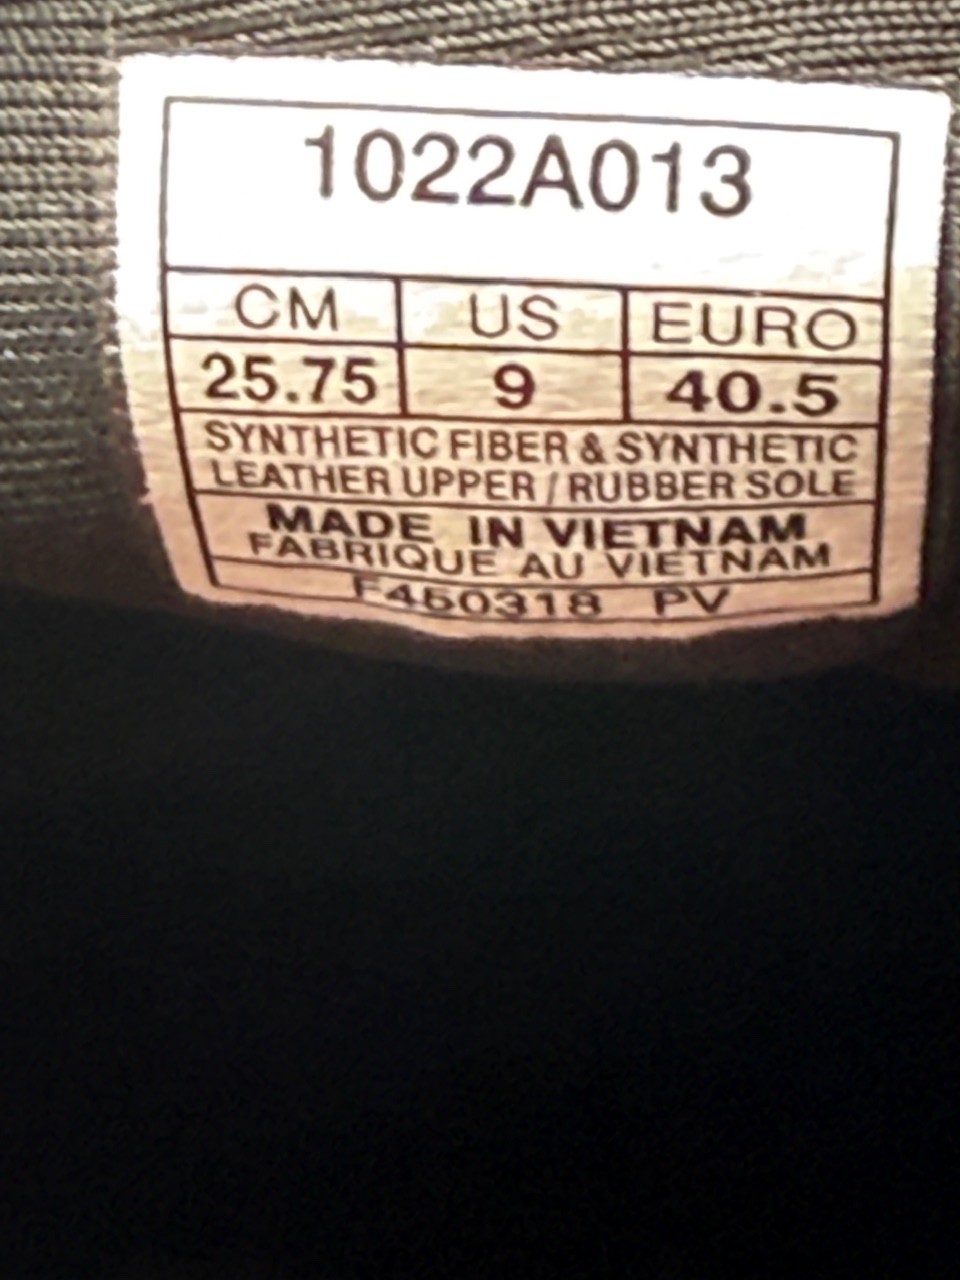 1022A013
CM US EURO
25.75 9 40.5
SYNTHETIC FIBER & SYNTHETIC
LEATHER UPPER / RUBBER SOLE
MADE IN VIETNAM
FABRIQUE AU VIETNAM
PV